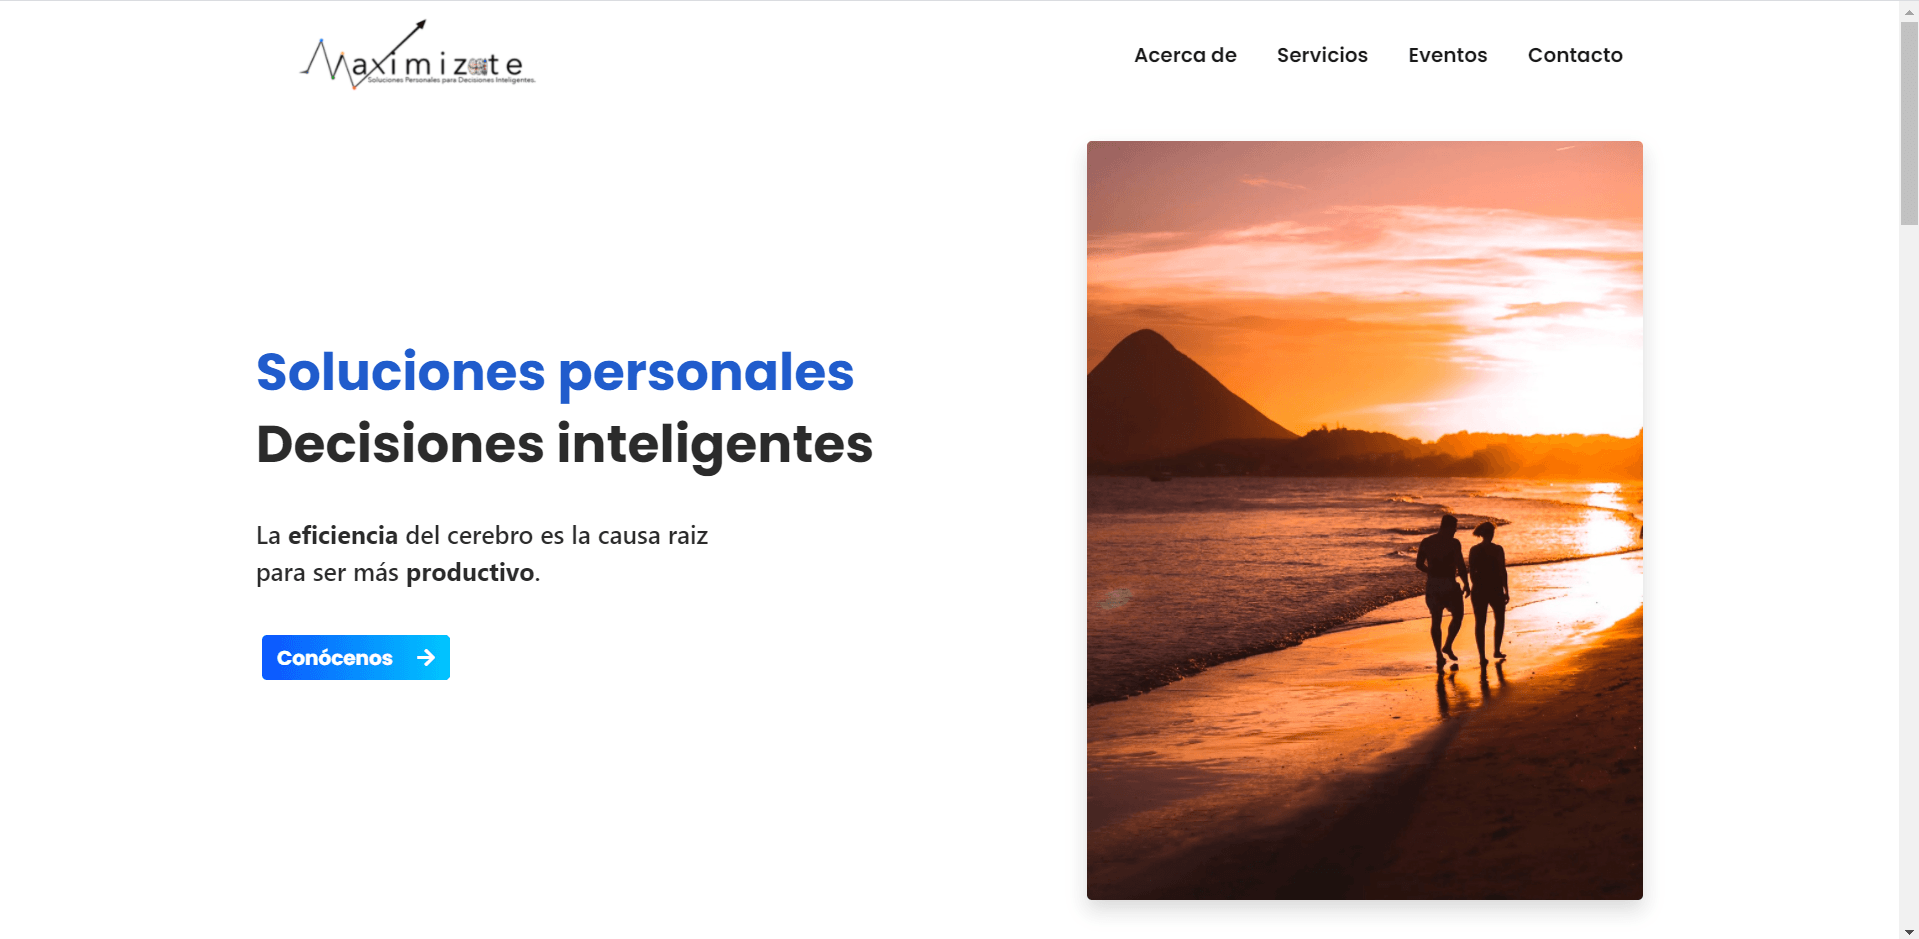 Maximizate
Soluciones Personales para Decisiones Inteligentes.
Acerca de Servicios Eventos Contacto
Soluciones personales
Decisiones inteligentes
La eficiencia del cerebro es la causa raiz
para ser más productivo.
Conócenos